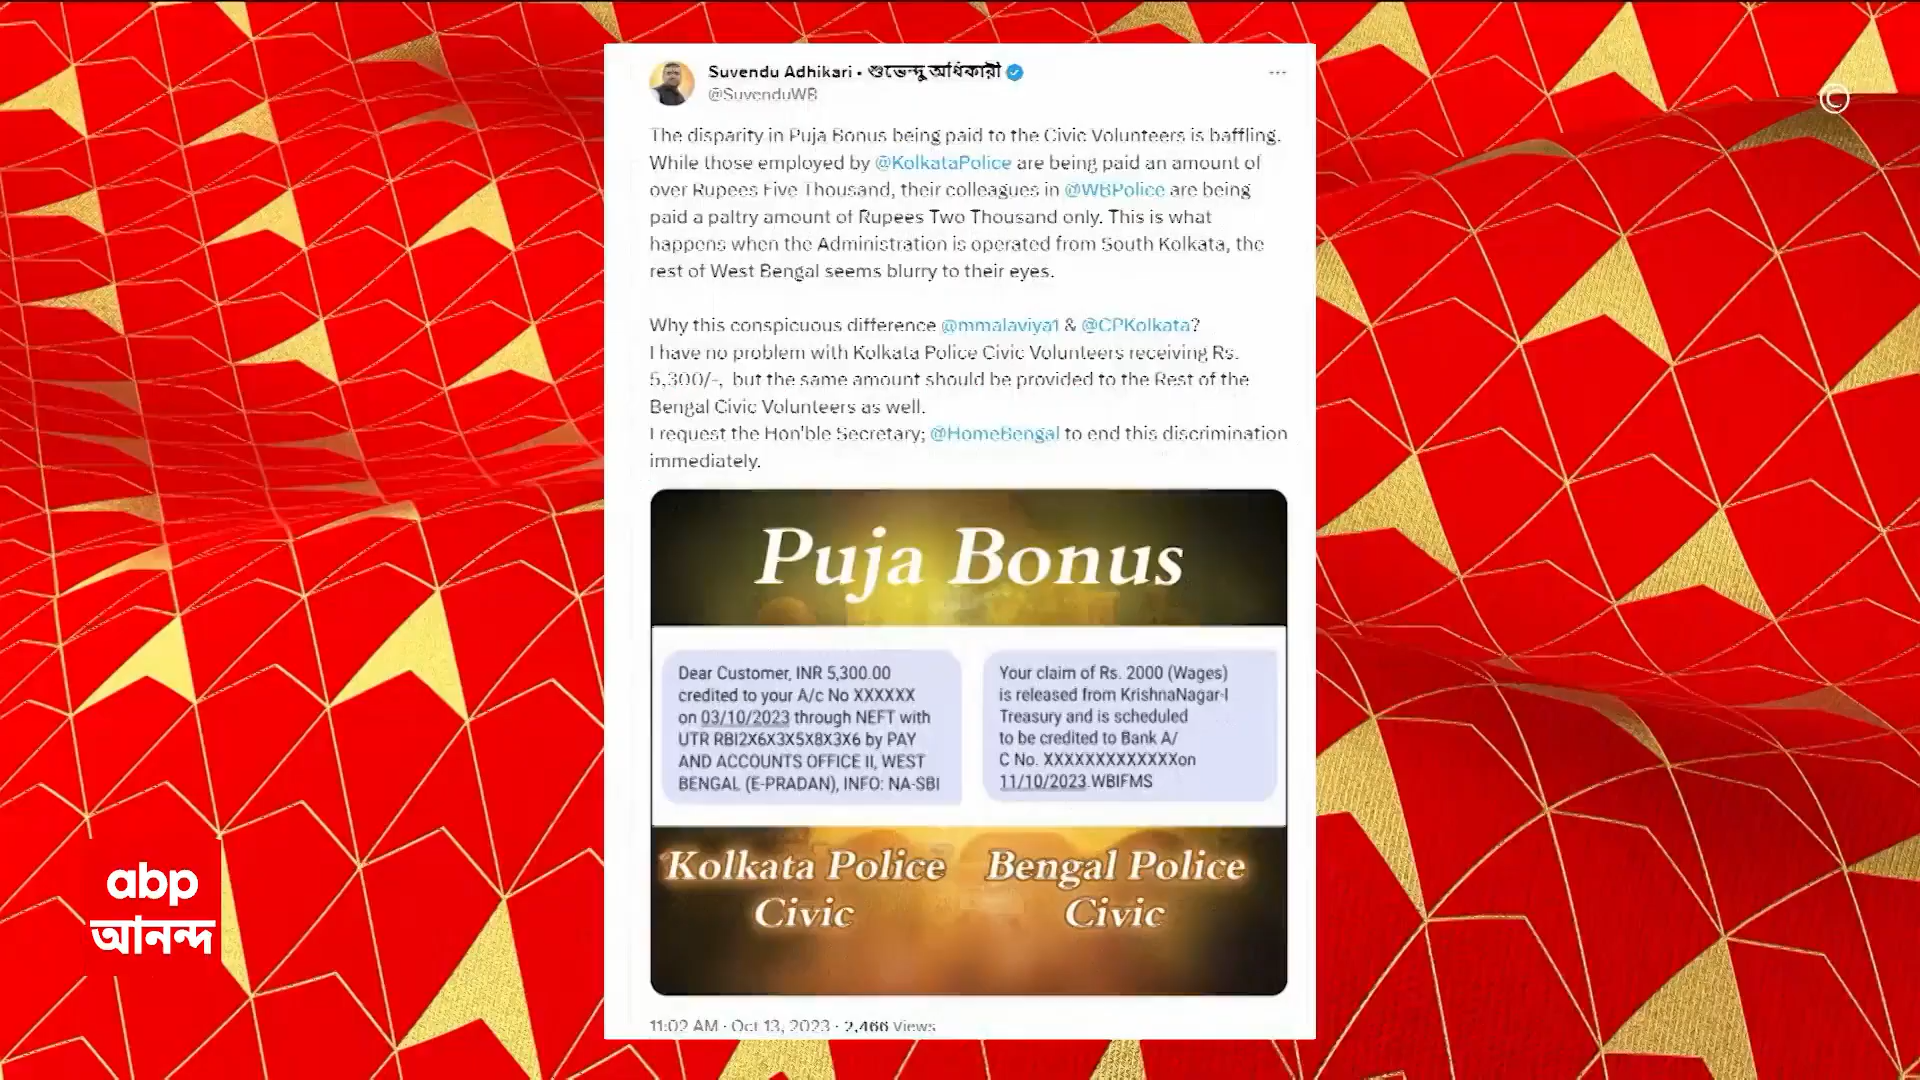 Suvendu Adhikari • শুভেন্দু অধিকারী
@SuvenduWB
The disparity in Puja Bonus being paid to the Civic Volunteers is baffling.
While those employed by @KolkataPolice are being paid an amount of
over Rupees Five Thousand, their colleagues in @WBPolice are being
paid a paltry amount of Rupees Two Thousand only. This is what
happens when the Administration is operated from South Kolkata, the
rest of West Bengal seems blurry to their eyes.
Why this conspicuous difference @mmalaviya1 & @CPKolkata?
I have no problem with Kolkata Police Civic Volunteers receiving Rs.
5,300/-, but the same amount should be provided to the Rest of the
Bengal Civic Volunteers as well.
I request the Hon'ble Secretary; @HomeBengal to end this discrimination
immediately.
Puja Bonus
Dear Customer, INR 5,300.00
credited to your A/c No XXXXXX
on 03/10/2023 through NEFT with
UTR RBI2X6X3X5X8X3X6 by PAY
AND ACCOUNTS OFFICE II, WEST
BENGAL (E-PRADAN), INFO: NA-SBI
Your claim of Rs. 2000 (Wages)
is released from KrishnaNagar-I
Treasury and is scheduled
to be credited to Bank A/
C No. XXXXXXXXXXXXXon
11/10/2023.WBIFMS
Kolkata Police
Civic
Bengal Police
Civic
11:02 AM · Oct 13, 2023 · 2,466 Views
abp
আনন্দ
©